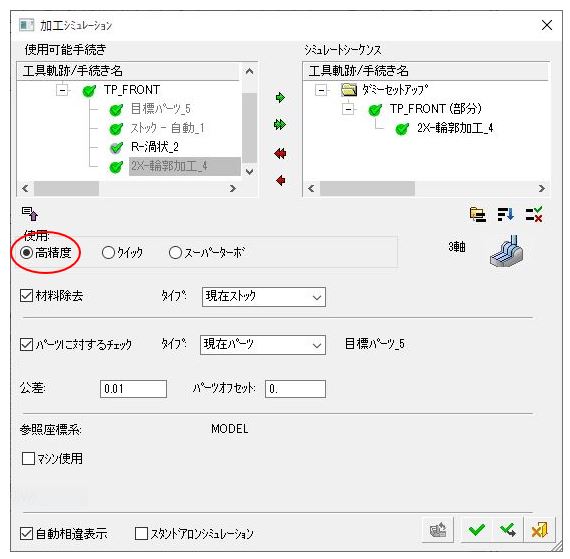 加工シミュレーション
使用可能手続き
シミュレートシーケンス
工具軌跡/手続き名
工具軌跡/手続き名
TP_FRONT
目標パーツ_5
ストック - 自動_1
R-渦状_2
2X-輪郭加工_4
ダミーセットアップ
TP_FRONT (部分)
2X-輪郭加工_4
使用:
高精度
クイック
スーパーターボ
3軸
材料除去
タイプ:
現在ストック
パーツに対するチェック
タイプ:
現在パーツ
目標パーツ_5
公差:
0.01
パーツオフセット:
0.
参照座標系:
MODEL
マシン使用
自動相違表示
スタンドアロンシミュレーション